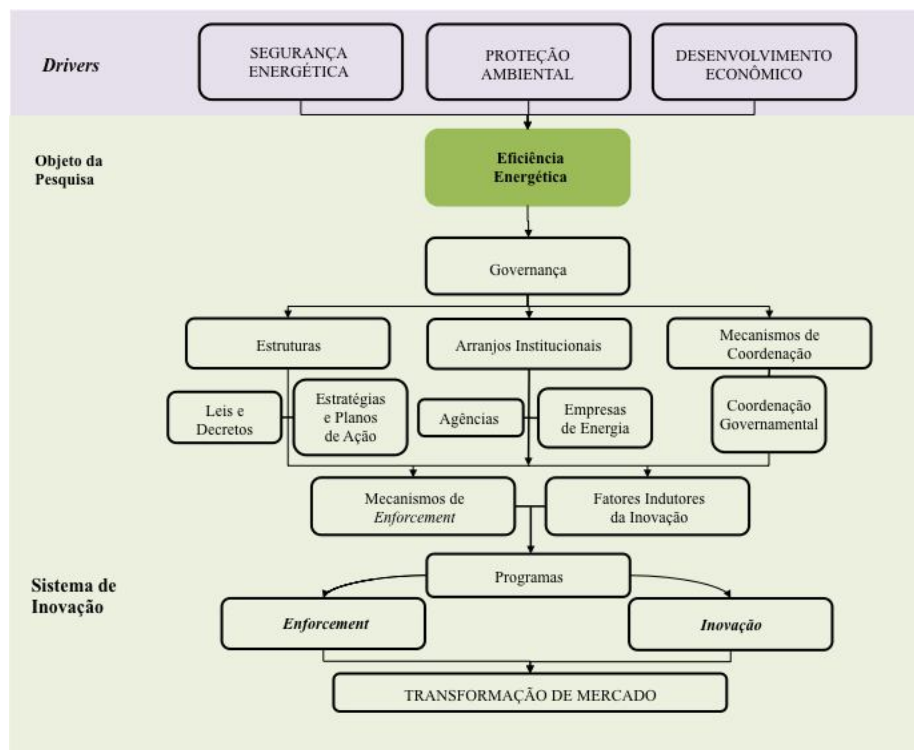 Drivers
SEGURANÇA
ENERGÉTICA
PROTEÇÃO
AMBIENTAL
DESENVOLVIMENTO
ECONÔMICO
Objeto da
Pesquisa
Eficiência
Energética
Governança
Estruturas
Arranjos Institucionais
Mecanismos de
Coordenação
Leis e
Decretos
Estratégias
e Planos
de Ação
Agências
Empresas
de Energia
Coordenação
Governamental
Mecanismos de
Enforcement
Fatores Indutores
da Inovação
Sistema de
Inovação
Programas
Enforcement
Inovação
TRANSFORMAÇÃO DE MERCADO